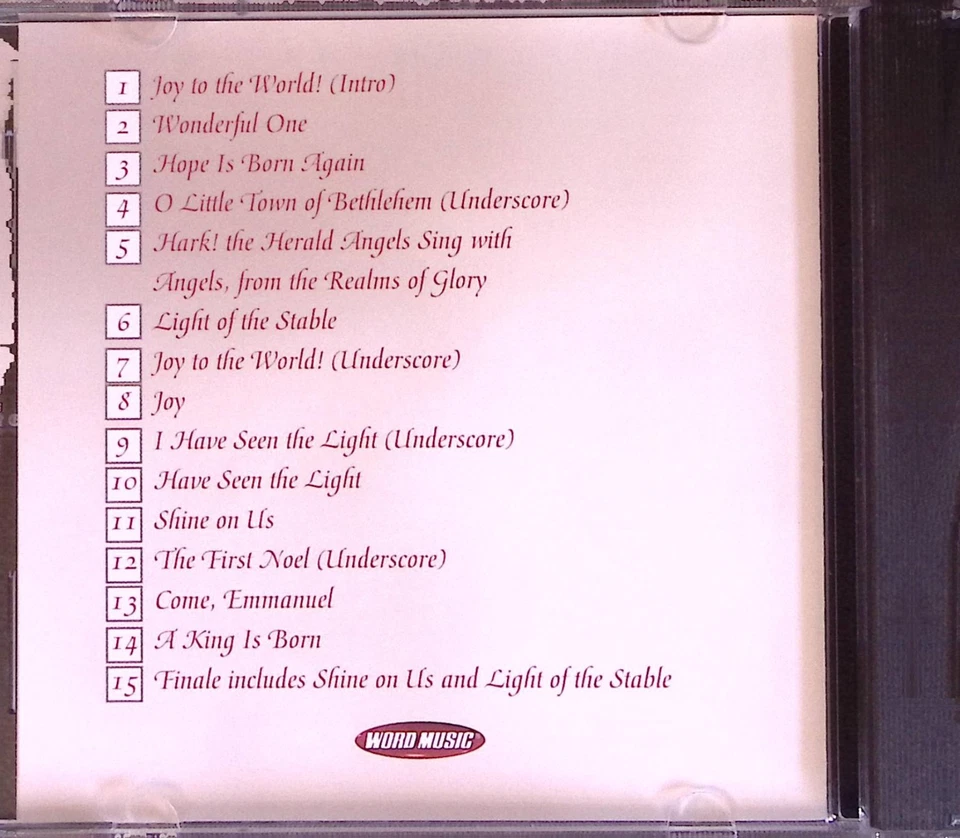 1 Joy to the World! (Intro)
2 Wonderful One
3 Hope Is Born Again
4 O Little Town of Bethlehem (Underscore)
5 Hark! the Herald Angels Sing with
Angels, from the Realms of Glory
6 Light of the Stable
7 Joy to the World! (Underscore)
8 Joy
9 I Have Seen the Light (Underscore)
10 Have Seen the Light
11 Shine on Us
12 The First Noel (Underscore)
13 Come, Emmanuel
14 A King Is Born
15 Finale includes Shine on Us and Light of the Stable
WORD MUSIC